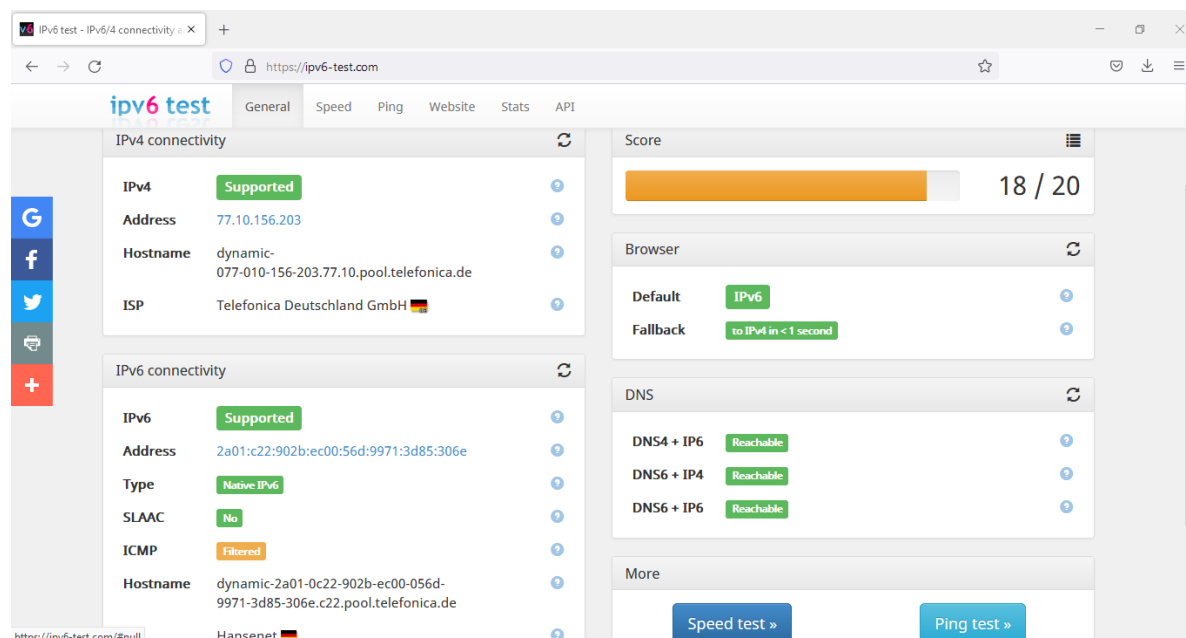 IPv6 test - IPv6/4 connectivity a
https://ipv6-test.com
ipv6 test General Speed Ping Website Stats API
IPv4 connectivity
IPv4 Supported
Address 77.10.156.203
Hostname dynamic-
077-010-156-203.77.10.pool.telefonica.de
ISP Telefonica Deutschland GmbH
IPv6 connectivity
IPv6 Supported
Address 2a01:c22:902b:ec00:56d:9971:3d85:306e
Type Native IPv6
SLAAC No
ICMP Filtered
Hostname dynamic-2a01-0c22-902b-ec00-056d-
9971-3d85-306e.c22.pool.telefonica.de
Hansenet
Score
18 / 20
Browser
Default IPv6
Fallback to IPv4 in < 1 second
DNS
DNS4 + IP6 Reachable
DNS6 + IP4 Reachable
DNS6 + IP6 Reachable
More
Speed test »
Ping test »
https://ipv6-test.com/#null